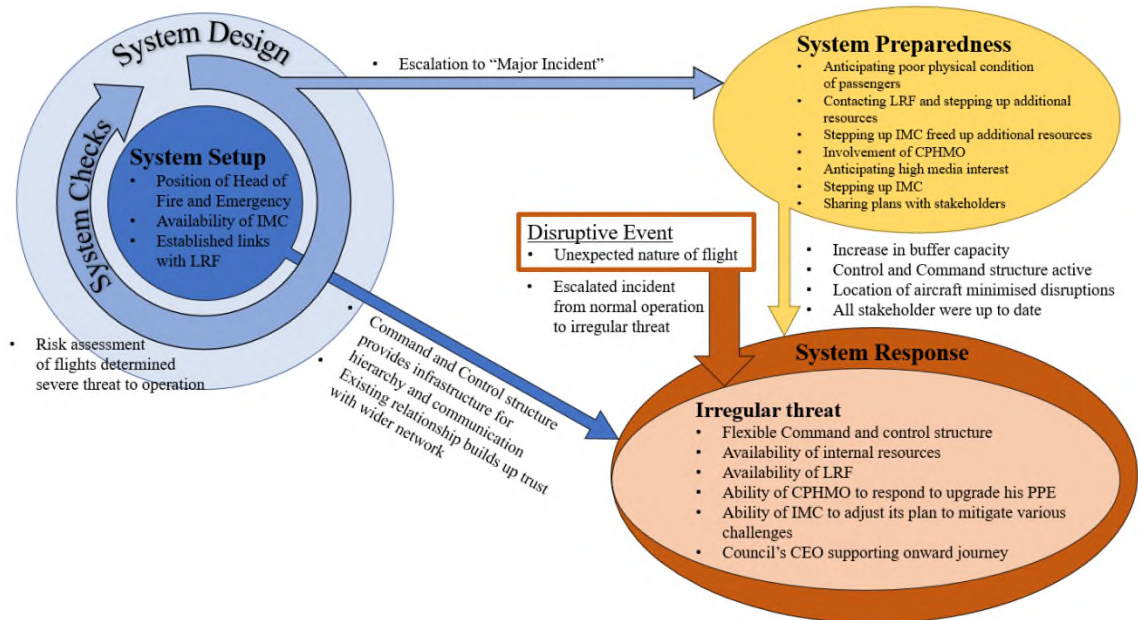 System Design
System Checks
System Setup
• Position of Head of
Fire and Emergency
• Availability of IMC
• Established links
with LRF
• Risk assessment
of flights determined
severe threat to operation
• Escalation to “Major Incident”
System Preparedness
• Anticipating poor physical condition
of passengers
• Contacting LRF and stepping up additional
resources
• Stepping up IMC freed up additional resources
• Involvement of CPHMO
• Anticipating high media interest
• Stepping up IMC
• Sharing plans with stakeholders
Disruptive Event
• Unexpected nature of flight
• Escalated incident
from normal operation
to irregular threat
• Increase in buffer capacity
• Control and Command structure active
• Location of aircraft minimised disruptions
• All stakeholder were up to date
• Command and Control structure
provides infrastructure for
hierarchy and communication
• Existing relationship builds up trust
with wider network
System Response
Irregular threat
• Flexible Command and control structure
• Availability of internal resources
• Availability of LRF
• Ability of CPHMO to respond to upgrade his PPE
• Ability of IMC to adjust its plan to mitigate various
challenges
• Council’s CEO supporting onward journey